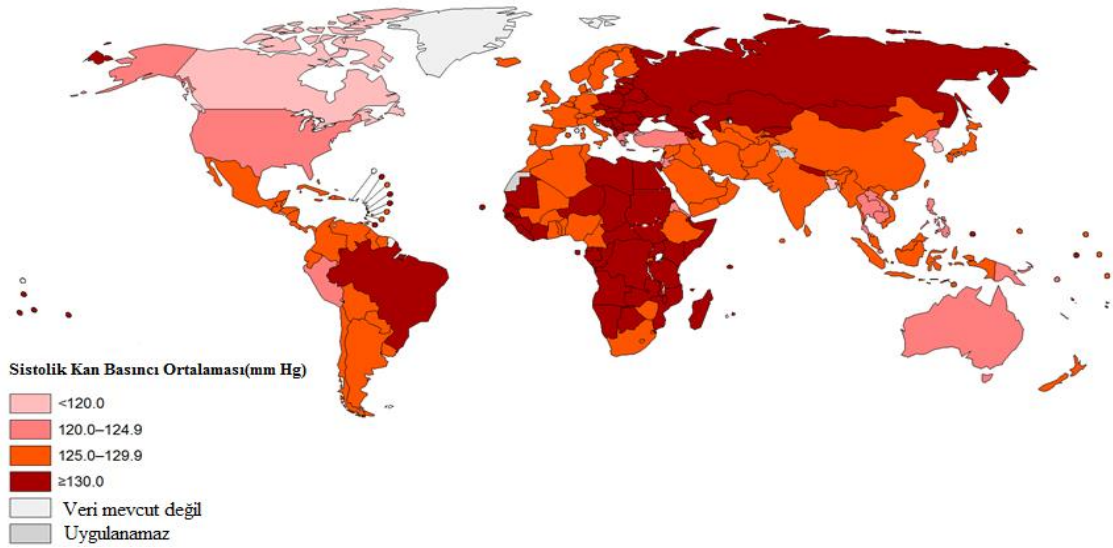 Sistolik Kan Basıncı Ortalaması(mm Hg)
<120.0
120.0–124.9
125.0–129.9
≥130.0
Veri mevcut değil
Uygulanamaz